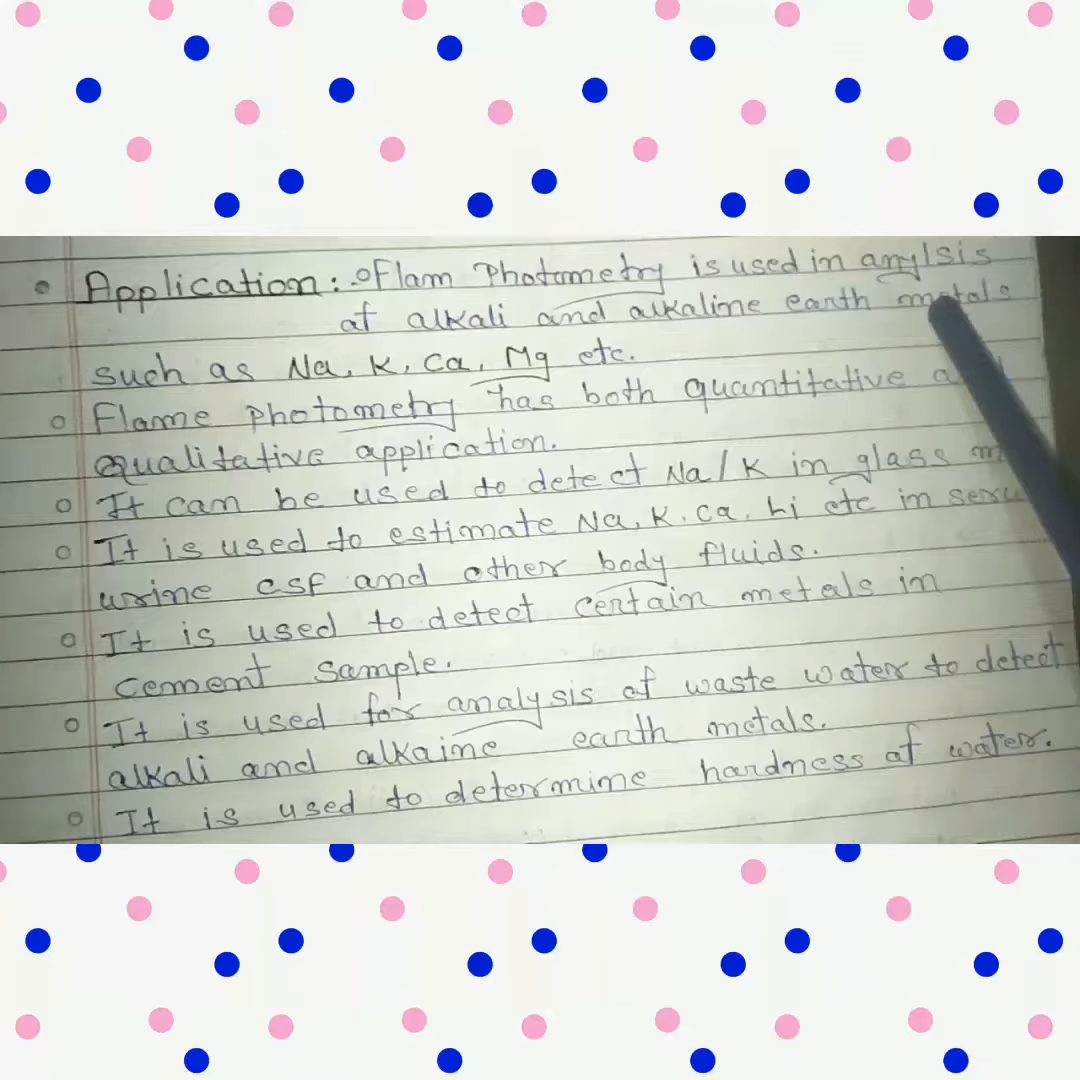 Application:- Flam Photometry is used in anylsis
of alkali and alkaline earth metals
such as Na, K, Ca, Mg etc.
Flame photometry has both quantitative
qualitative application.
It can be used to detect Na/K in glass
It is used to estimate Na, K, Ca, Li etc in
urine CSF and other body fluids.
It is used to detect certain metals in
cement sample.
It is used for analysis of waste water to detect
alkali and alkaine earth metals.
It is used to determine hardness of water.